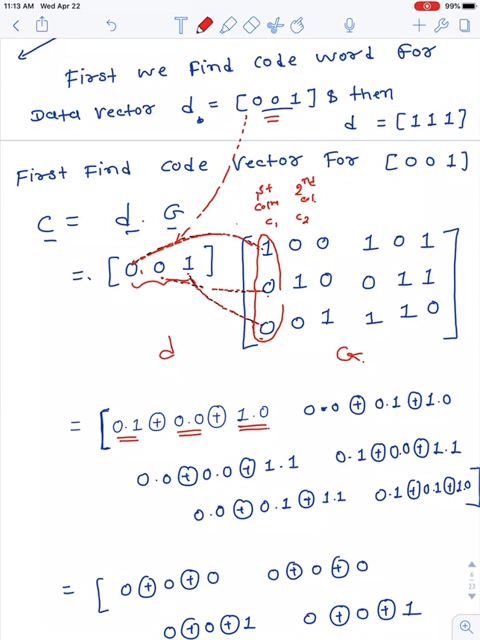 11:13 AM Wed Apr 22
99%
First we find code word for
Data vector d = [0 0 1] & then
d = [1 1 1]
First Find code vector For [0 0 1]
1st colm c1
2nd col. c2
C = d . G
= . [0 0 1] [1 0 0 1 0 1
0 1 0 0 1 1
0 0 1 1 1 0]
d G
= [0.1 ⊕ 0.0 ⊕ 1.0 0.0 ⊕ 0.1 ⊕ 1.0
0.0 ⊕ 0.0 ⊕ 1.1 0.1 ⊕ 0.0 ⊕ 1.1
0.0 ⊕ 0.1 ⊕ 1.1 0.1 ⊕ 0.1 ⊕ 1.0]
= [0 ⊕ 0 ⊕ 0 0 ⊕ 0 ⊕ 0
0 ⊕ 0 ⊕ 1 0 ⊕ 0 ⊕ 1
6
23